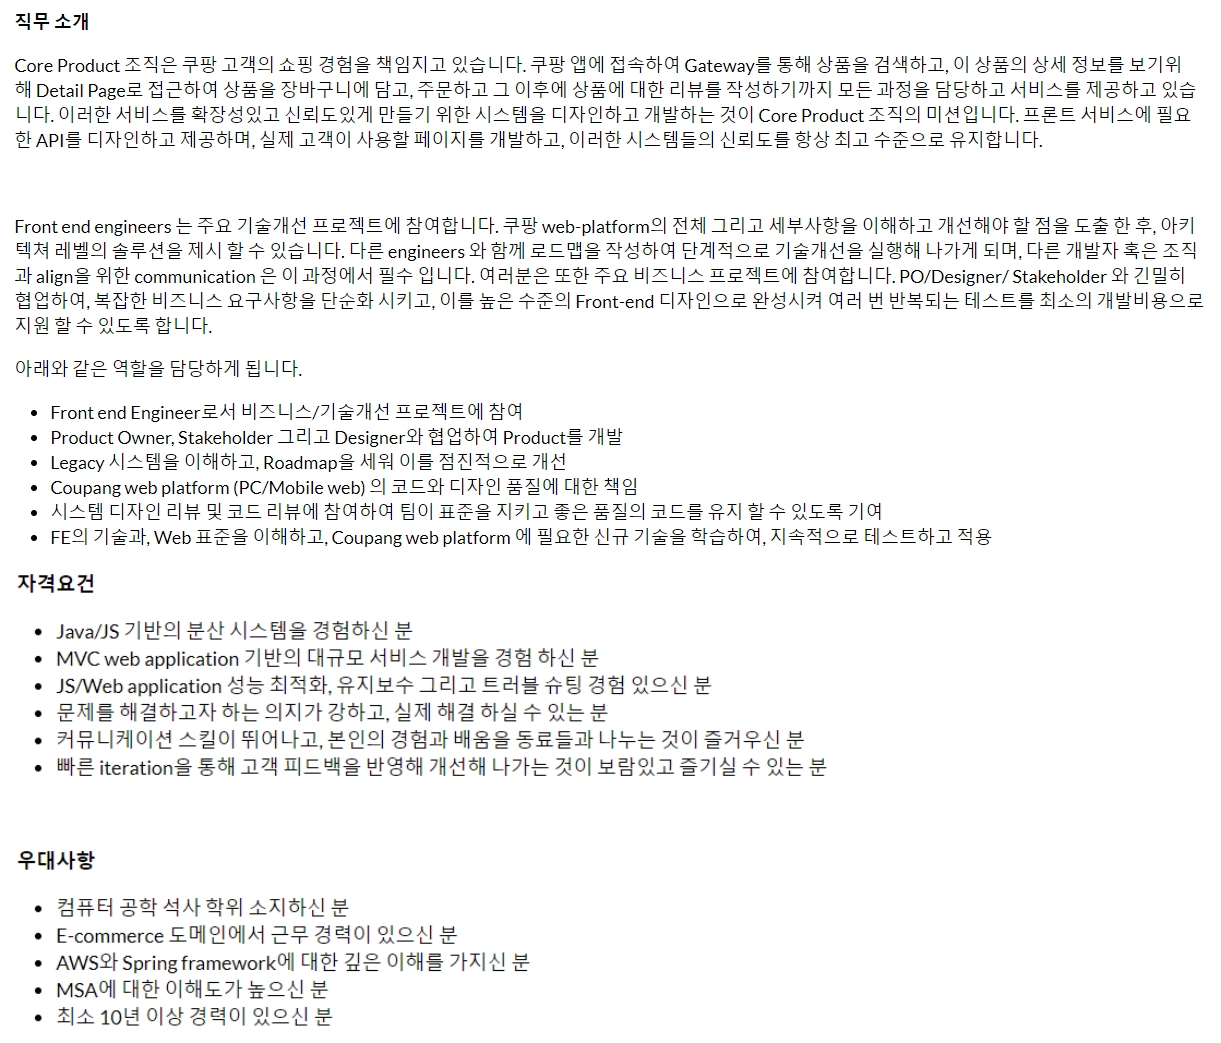 직무 소개
Core Product 조직은 쿠팡 고객의 쇼핑 경험을 책임지고 있습니다. 쿠팡 앱에 접속하여 Gateway를 통해 상품을 검색하고, 이 상품의 상세 정보를 보기위
해 Detail Page로 접근하여 상품을 장바구니에 담고, 주문하고 그 이후에 상품에 대한 리뷰를 작성하기까지 모든 과정을 담당하고 서비스를 제공하고 있습
니다. 이러한 서비스를 확장성있고 신뢰도있게 만들기 위한 시스템을 디자인하고 개발하는 것이 Core Product 조직의 미션입니다. 프론트 서비스에 필요
한 API를 디자인하고 제공하며, 실제 고객이 사용할 페이지를 개발하고, 이러한 시스템들의 신뢰도를 항상 최고 수준으로 유지합니다.
Front end engineers 는 주요 기술개선 프로젝트에 참여합니다. 쿠팡 web-platform의 전체 그리고 세부사항을 이해하고 개선해야 할 점을 도출 한 후, 아키
텍쳐 레벨의 솔루션을 제시 할 수 있습니다. 다른 engineers 와 함께 로드맵을 작성하여 단계적으로 기술개선을 실행해 나가게 되며, 다른 개발자 혹은 조직
과 align을 위한 communication 은 이 과정에서 필수 입니다. 여러분은 또한 주요 비즈니스 프로젝트에 참여합니다. PO/Designer/ Stakeholder 와 긴밀히
협업하여, 복잡한 비즈니스 요구사항을 단순화 시키고, 이를 높은 수준의 Front-end 디자인으로 완성시켜 여러 번 반복되는 테스트를 최소의 개발비용으로
지원 할 수 있도록 합니다.
아래와 같은 역할을 담당하게 됩니다.
• Front end Engineer로서 비즈니스/기술개선 프로젝트에 참여
• Product Owner, Stakeholder 그리고 Designer와 협업하여 Product를 개발
• Legacy 시스템을 이해하고, Roadmap을 세워 이를 점진적으로 개선
• Coupang web platform (PC/Mobile web) 의 코드와 디자인 품질에 대한 책임
• 시스템 디자인 리뷰 및 코드 리뷰에 참여하여 팀이 표준을 지키고 좋은 품질의 코드를 유지 할 수 있도록 기여
• FE의 기술과, Web 표준을 이해하고, Coupang web platform 에 필요한 신규 기술을 학습하여, 지속적으로 테스트하고 적용
자격요건
• Java/JS 기반의 분산 시스템을 경험하신 분
• MVC web application 기반의 대규모 서비스 개발을 경험 하신 분
• JS/Web application 성능 최적화, 유지보수 그리고 트러블 슈팅 경험 있으신 분
• 문제를 해결하고자 하는 의지가 강하고, 실제 해결 하실 수 있는 분
• 커뮤니케이션 스킬이 뛰어나고, 본인의 경험과 배움을 동료들과 나누는 것이 즐거우신 분
• 빠른 iteration을 통해 고객 피드백을 반영해 개선해 나가는 것이 보람있고 즐기실 수 있는 분
우대사항
• 컴퓨터 공학 석사 학위 소지하신 분
• E-commerce 도메인에서 근무 경력이 있으신 분
• AWS와 Spring framework에 대한 깊은 이해를 가지신 분
• MSA에 대한 이해도가 높으신 분
• 최소 10년 이상 경력이 있으신 분